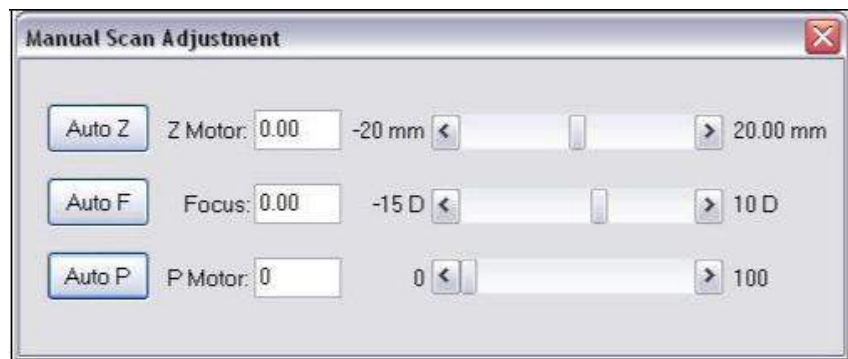 Manual Scan Adjustment
Auto Z Z Motor: 0.00 -20 mm < > 20.00 mm
Auto F Focus: 0.00 -15 D < > 10 D
Auto P P Motor: 0 0 < > 100